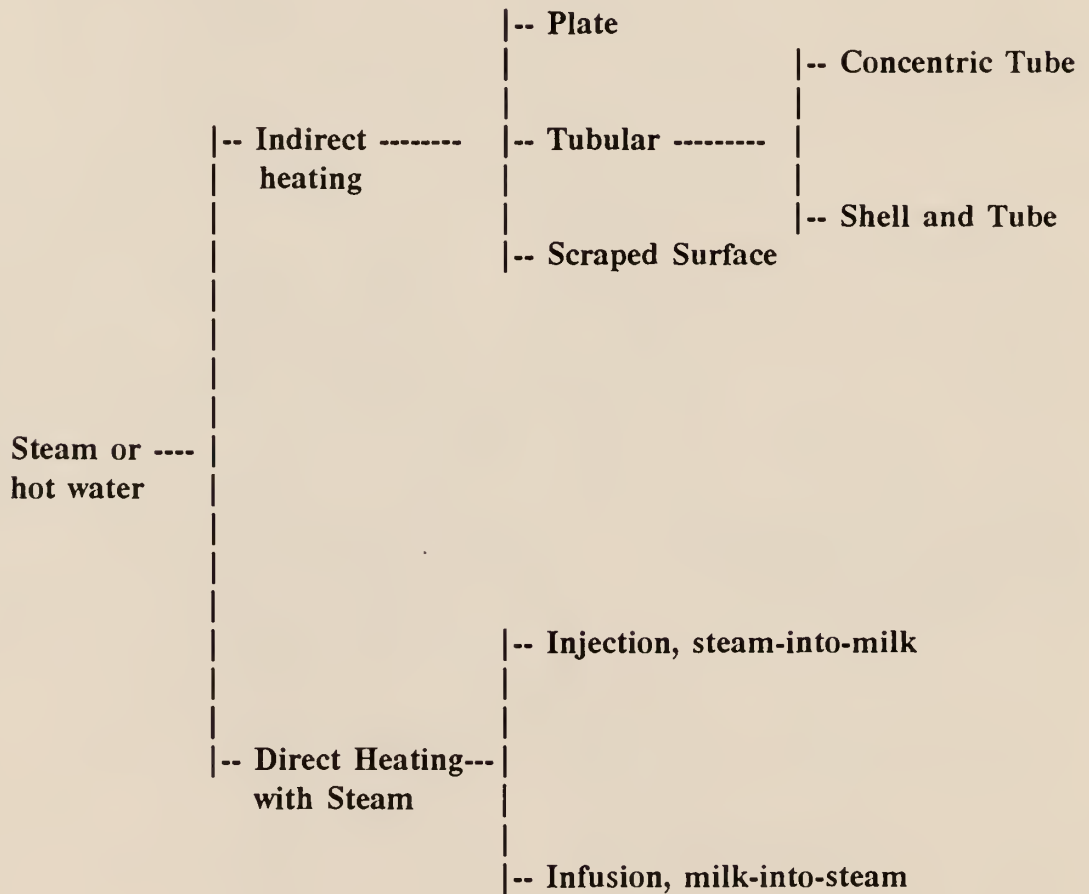 |-- Plate
|-- Concentric Tube
|-- Indirect -------- |-- Tubular ---------
heating
|-- Shell and Tube
|-- Scraped Surface
Steam or ----
hot water
|-- Injection, steam-into-milk
|-- Direct Heating---
with Steam
|-- Infusion, milk-into-steam